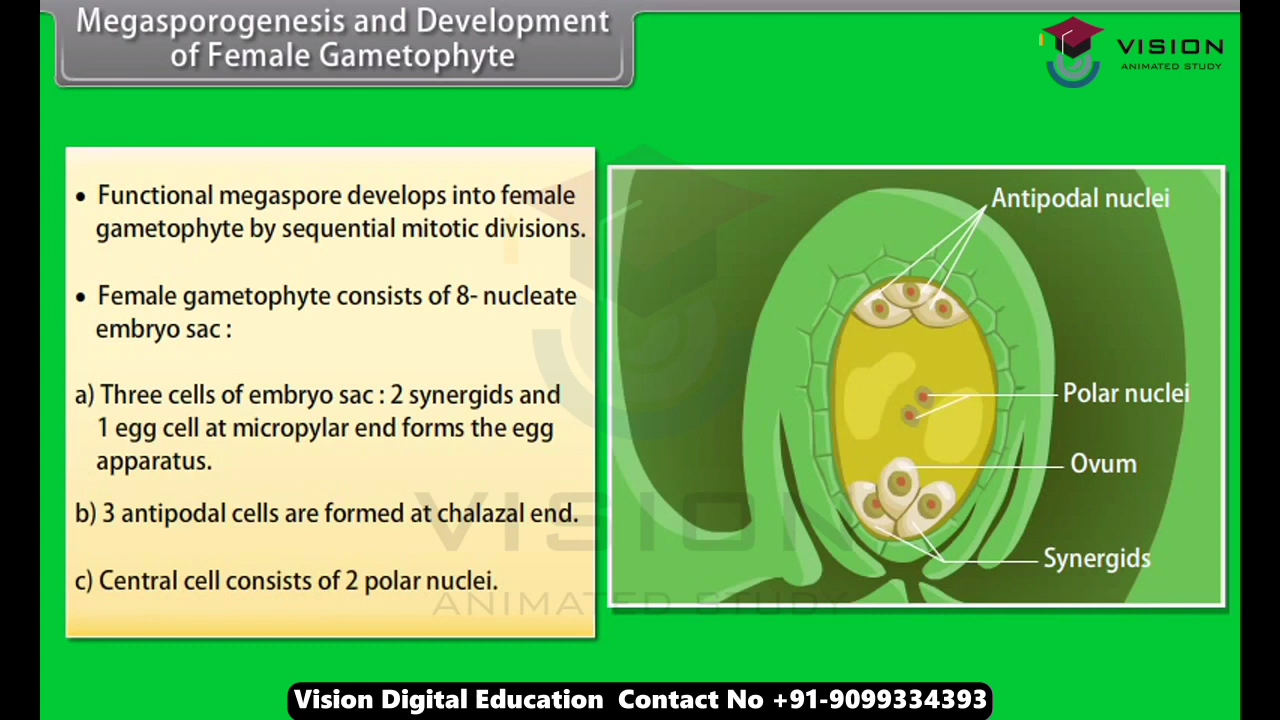 Megasporogenesis and Development
of Female Gametophyte
VISION
ANIMATED STUDY
• Functional megaspore develops into female
gametophyte by sequential mitotic divisions.
• Female gametophyte consists of 8- nucleate
embryo sac :
a) Three cells of embryo sac : 2 synergids and
1 egg cell at micropylar end forms the egg
apparatus.
b) 3 antipodal cells are formed at chalazal end.
c) Central cell consists of 2 polar nuclei.
Antipodal nuclei
Polar nuclei
Ovum
Synergids
VISION
ANIMATED STUDY
Vision Digital Education Contact No +91-9099334393